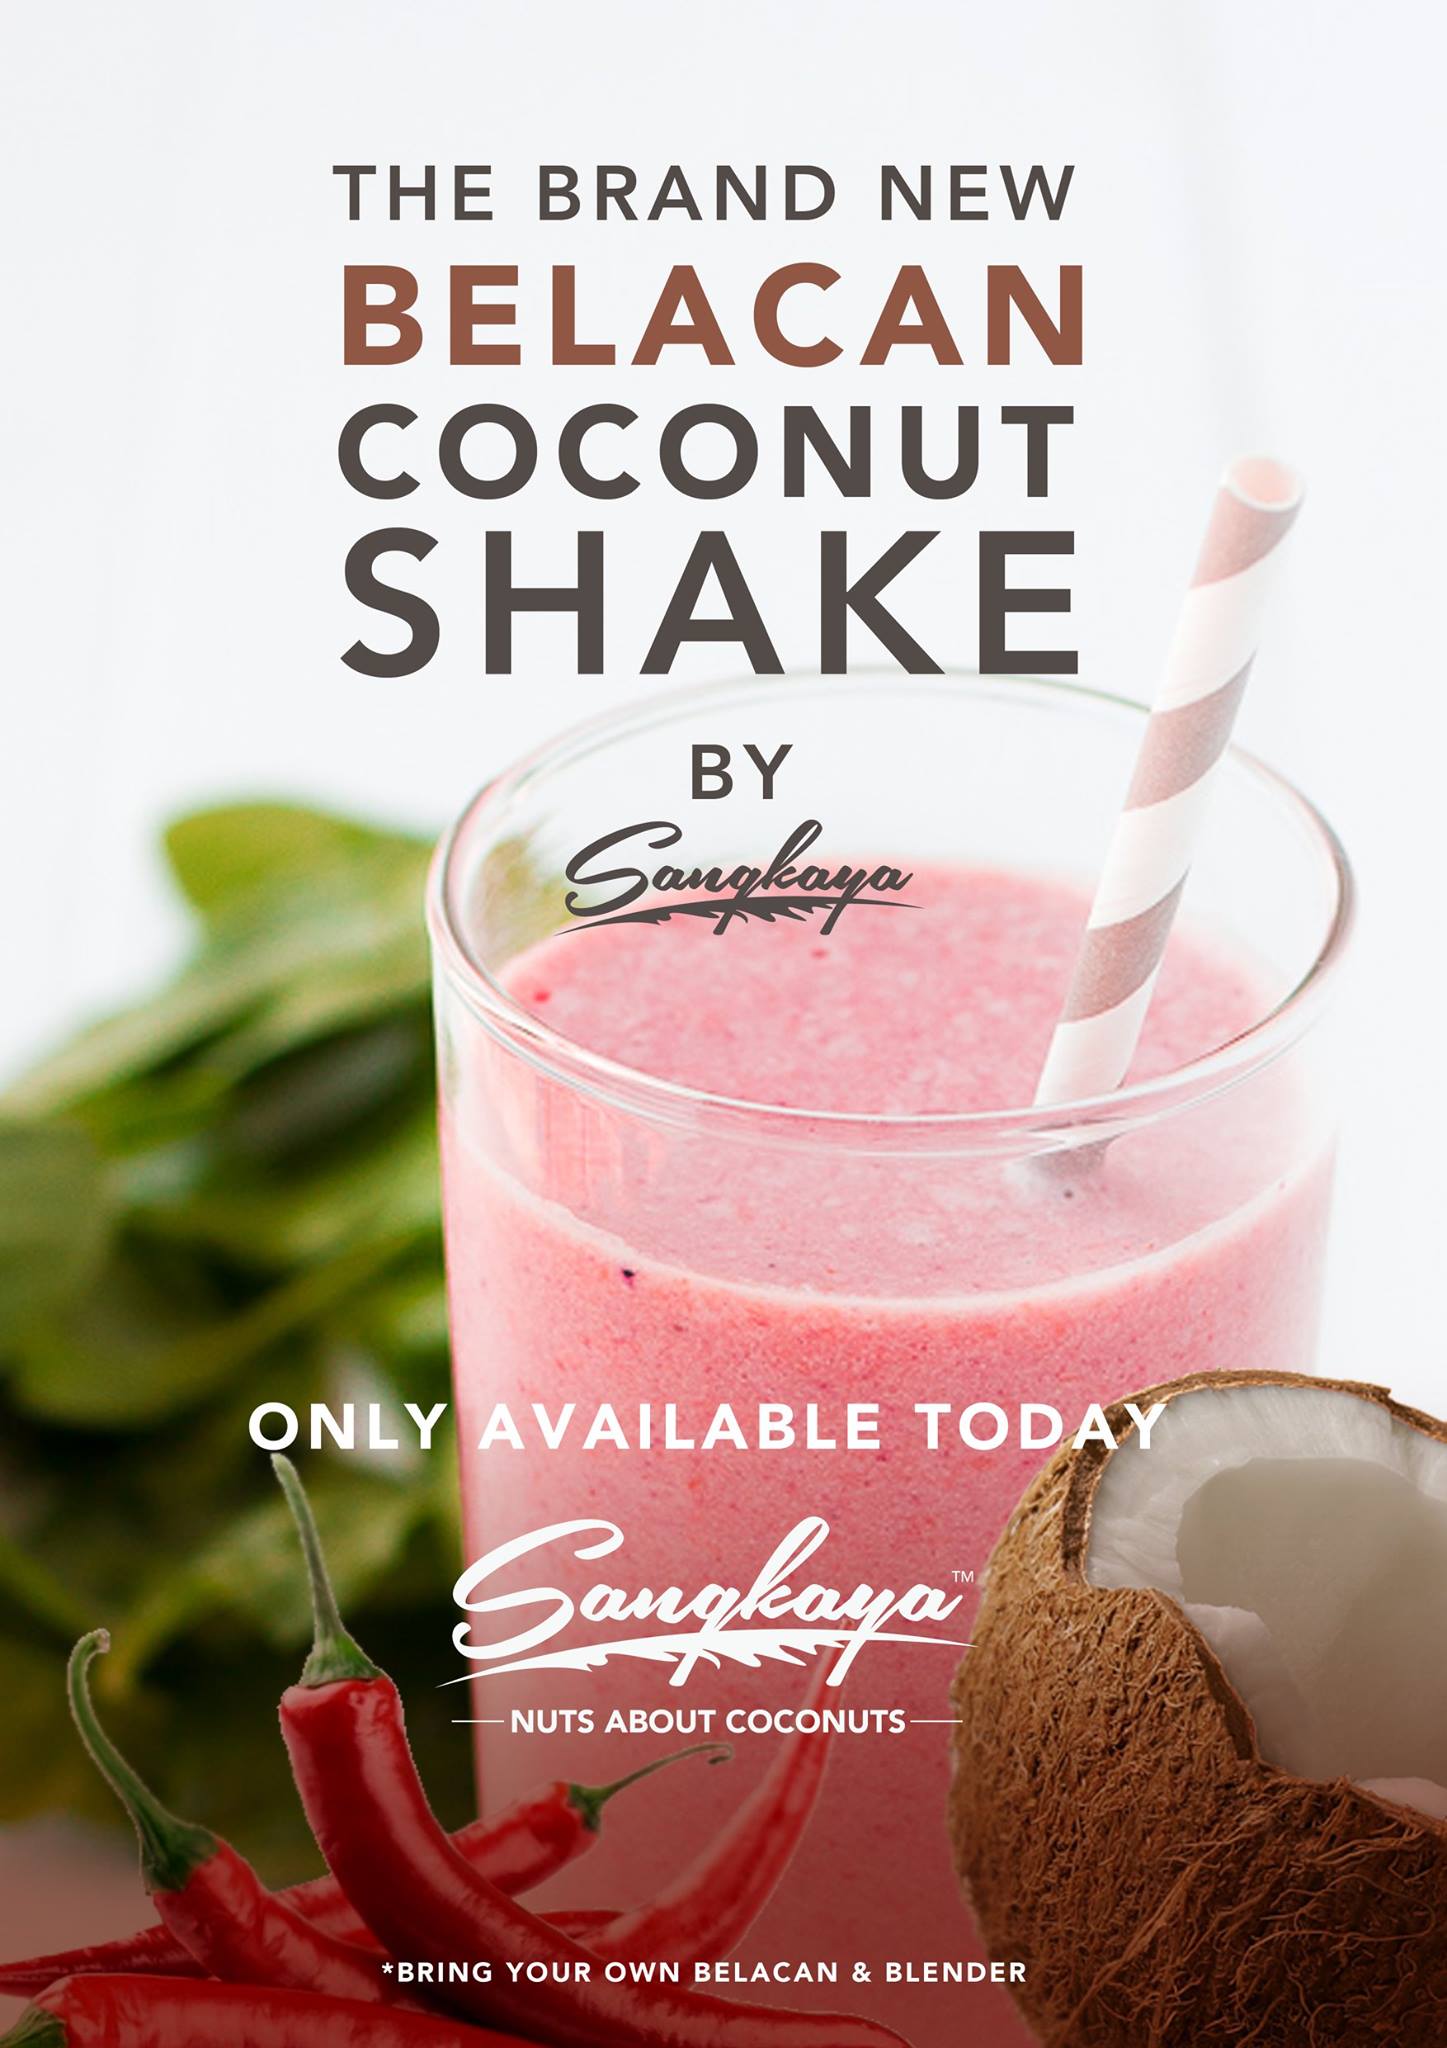 THE BRAND NEW
BELACAN
COCONUT
SHAKE
BY
Sangkaya
ONLY AVAILABLE TODAY
Sangkaya™
NUTS ABOUT COCONUTS
*BRING YOUR OWN BELACAN & BLENDER